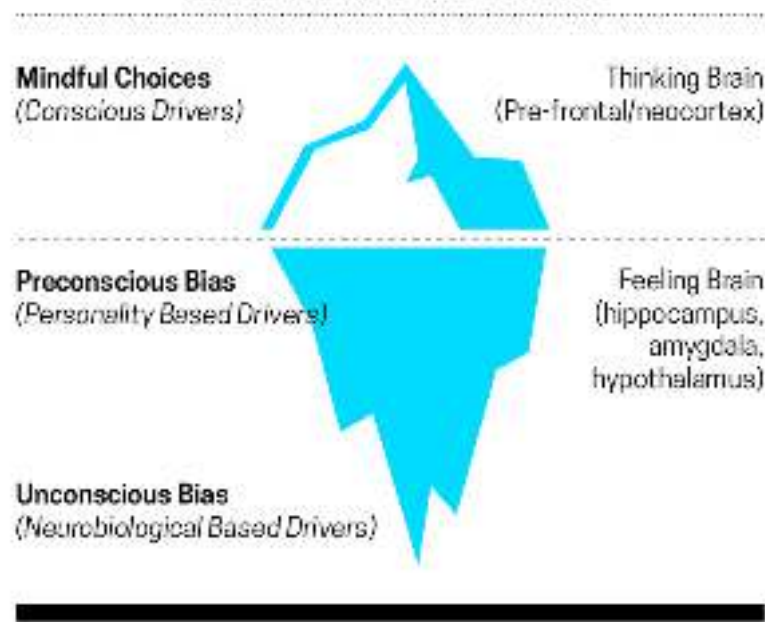 Mindful Choices
(Conscious Drivers)
Thinking Brain
(Pre-frontal/neocortex)
Preconscious Bias
(Personality Based Drivers)
Feeling Brain
(hippocampus,
amygdala,
hypothalamus)
Unconscious Bias
(Neurobiological Based Drivers)